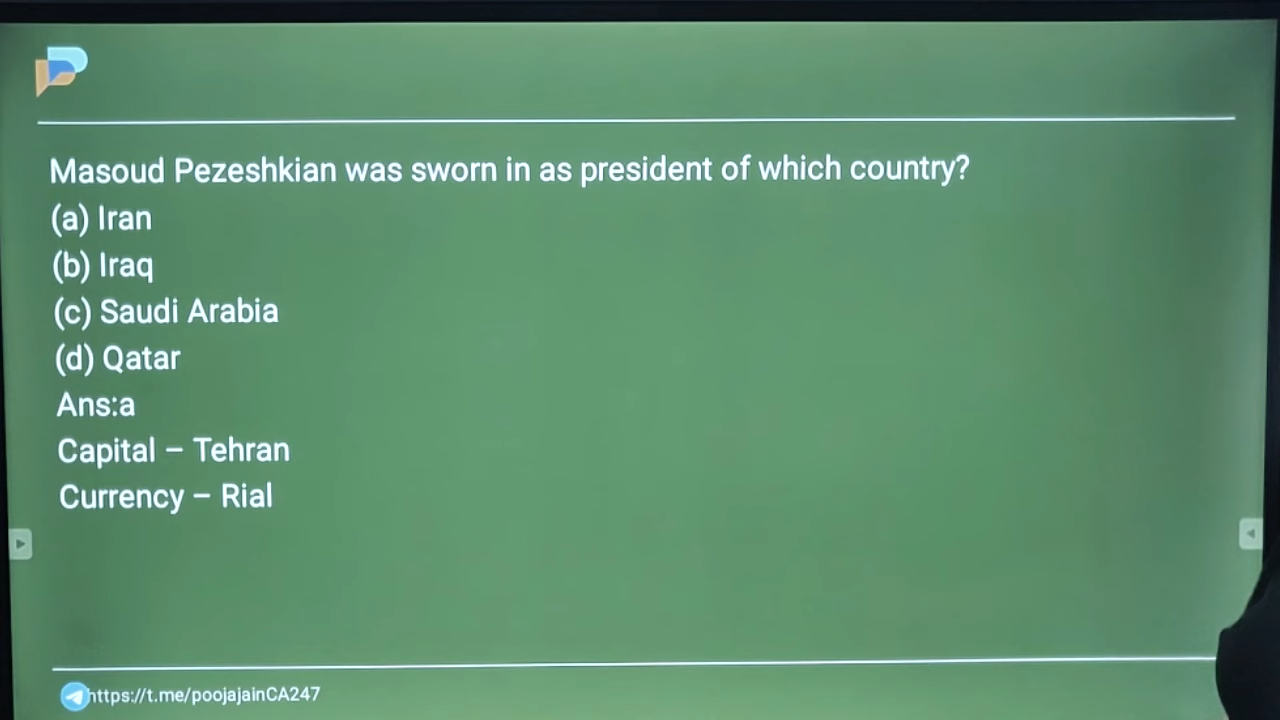 Masoud Pezeshkian was sworn in as president of which country?
(a) Iran
(b) Iraq
(c) Saudi Arabia
(d) Qatar
Ans:a
Capital – Tehran
Currency – Rial
https://t.me/poojajainCA247